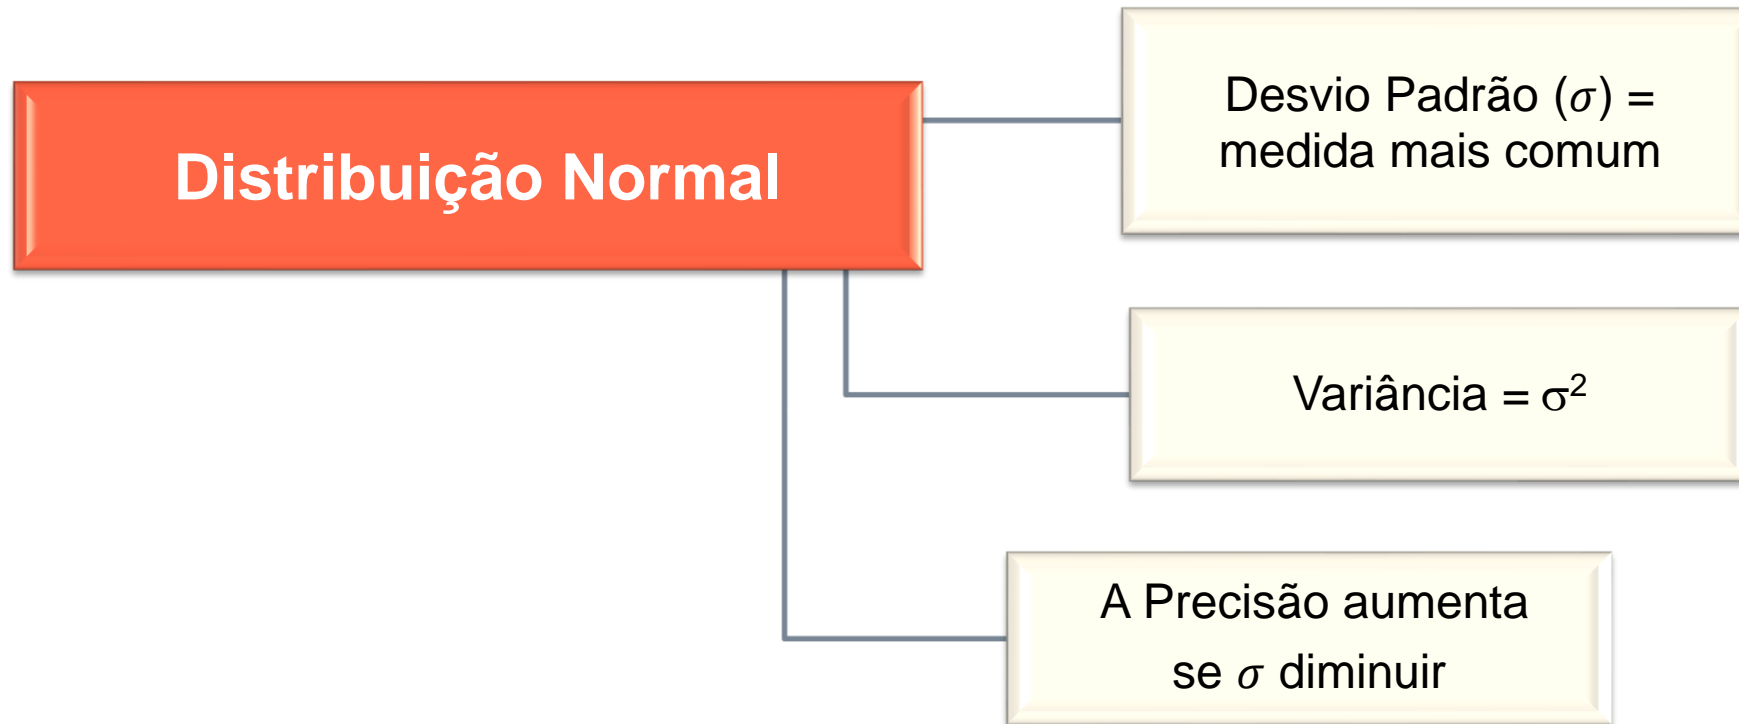 Distribuição Normal
Desvio Padrão (σ) =
medida mais comum
Variância = σ²
A Precisão aumenta
se σ diminuir